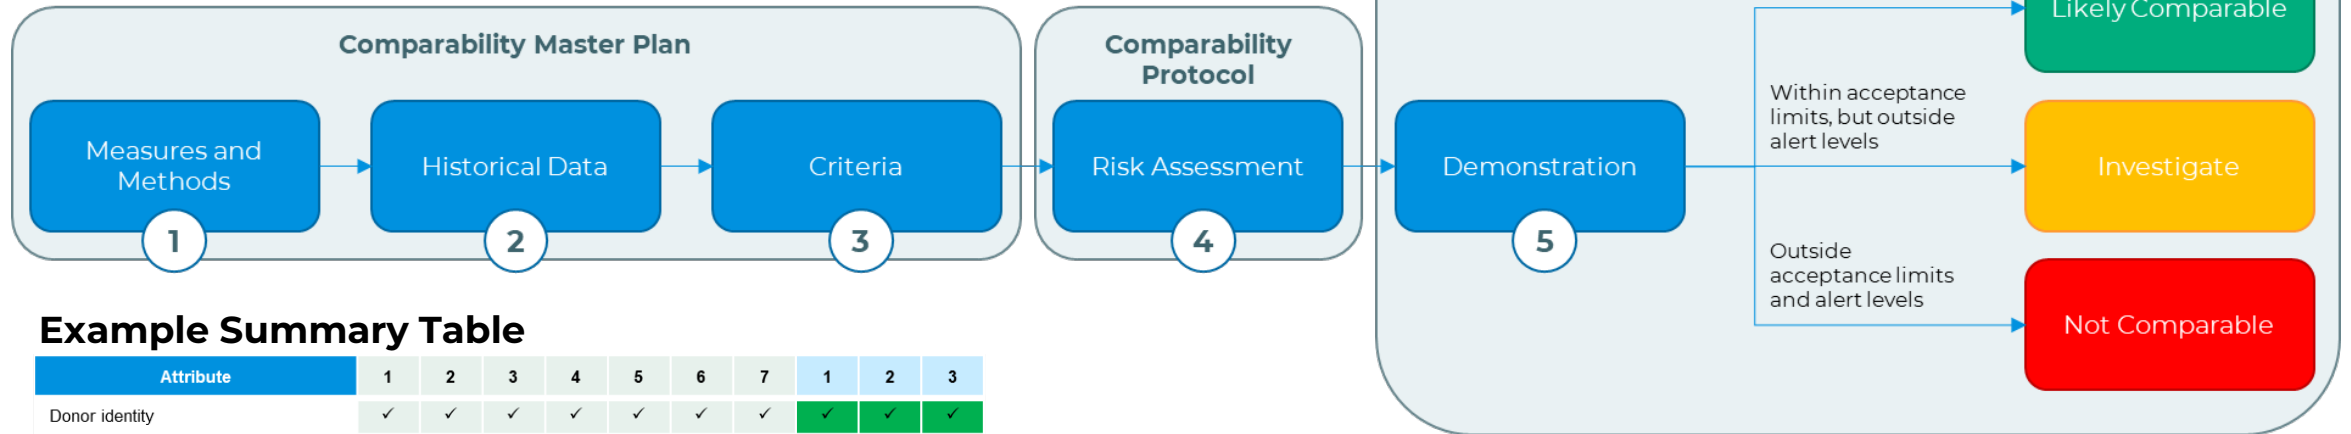 Comparability Master Plan
Measures and
Methods
1
Historical Data
2
Criteria
3
Comparability
Protocol
Risk Assessment
4
Demonstration
5
Likely Comparable
Within acceptance
limits, but outside
alert levels
Investigate
Outside
acceptance limits
and alert levels
Not Comparable
Example Summary Table
Attribute 1 2 3 4 5 6 7 1 2 3
Donor identity ✓ ✓ ✓ ✓ ✓ ✓ ✓ ✓ ✓ ✓